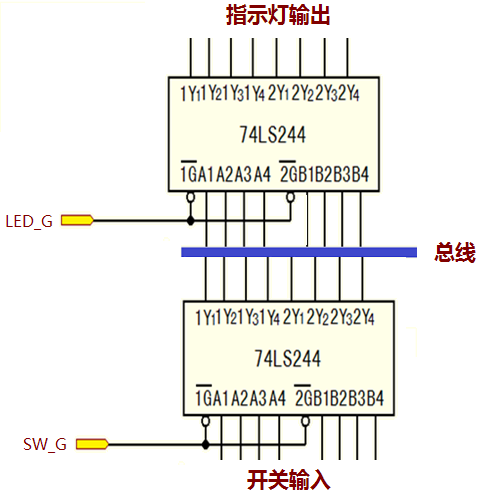 指示灯输出
1Y1 1Y2 1Y3 1Y4 2Y1 2Y2 2Y3 2Y4
74LS244
1G A1 A2 A3 A4 2G B1 B2 B3 B4
LED_G
总线
1Y1 1Y2 1Y3 1Y4 2Y1 2Y2 2Y3 2Y4
74LS244
1G A1 A2 A3 A4 2G B1 B2 B3 B4
SW_G
开关输入